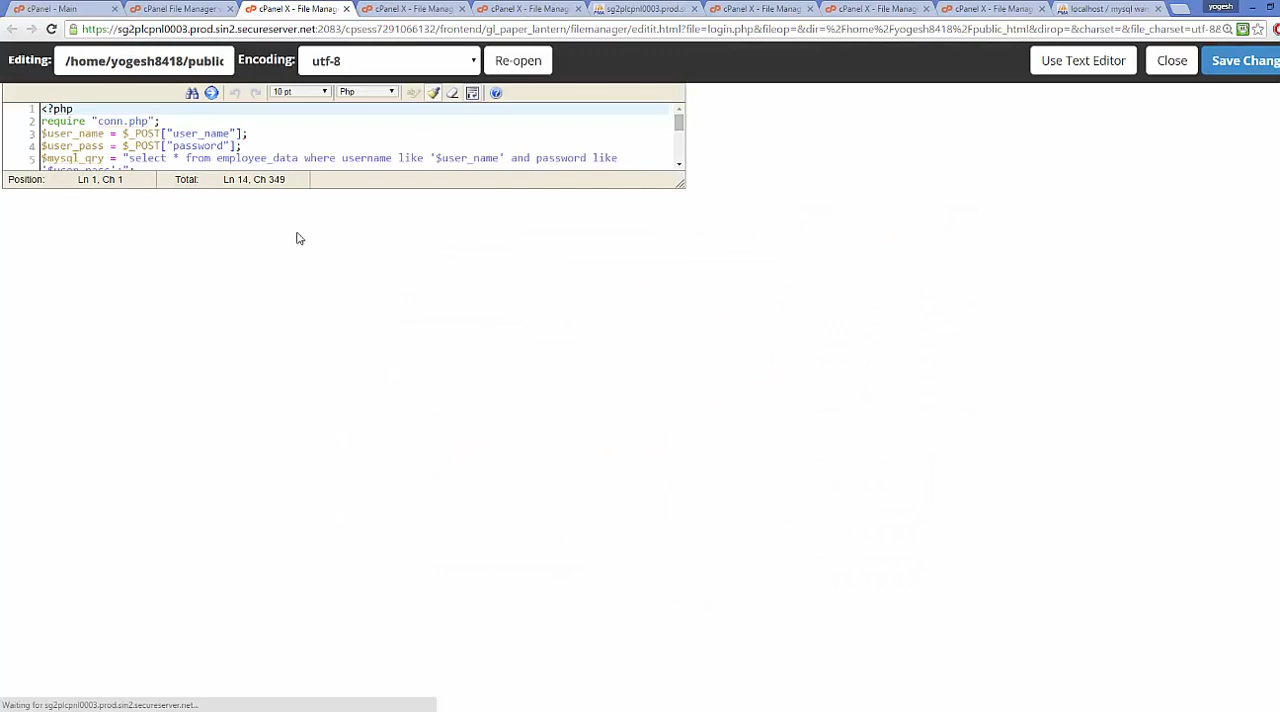 cPanel - Main
cPanel File Manager v
cPanel X - File Manag
cPanel X - File Manag
cPanel X - File Manag
sg2plcpnl0003.prod.si
cPanel X - File Manag
cPanel X - File Manag
cPanel X - File Manag
localhost / mysql wam
yogesh
https://sg2plcpnl0003.prod.sin2.secureserver.net:2083/cpsess7291066132/frontend/gl_paper_lantern/filemanager/editit.html?file=login.php&fileop=&dir=%2Fhome%2Fyogesh8418%2Fpublic_html&dirop=&charset=&file_charset=utf-88
Editing:
/home/yogesh8418/public
Encoding:
utf-8
Re-open
Use Text Editor
Close
Save Chang
10 pt
Php
1 <?php
2 require "conn.php";
3 $user_name = $_POST["user_name"];
4 $user_pass = $_POST["password"];
5 $mysql_qry = "select * from employee_data where username like '$user_name' and password like
'$user_pass';";
Position: Ln 1, Ch 1 Total: Ln 14, Ch 349
Waiting for sg2plcpnl0003.prod.sin2.secureserver.net...